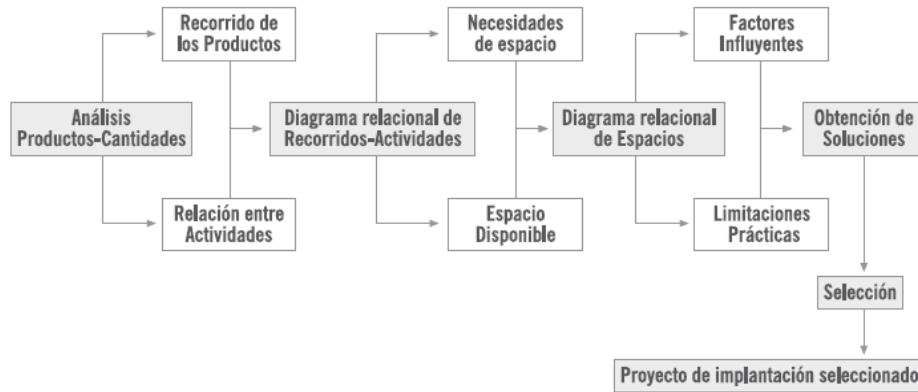 Recorrido de
los Productos
Necesidades
de espacio
Factores
Influyentes
Análisis
Productos-Cantidades
Diagrama relacional de
Recorridos-Actividades
Diagrama relacional
de Espacios
Obtención de
Soluciones
Relación entre
Actividades
Espacio
Disponible
Limitaciones
Prácticas
Selección
Proyecto de implantación seleccionado